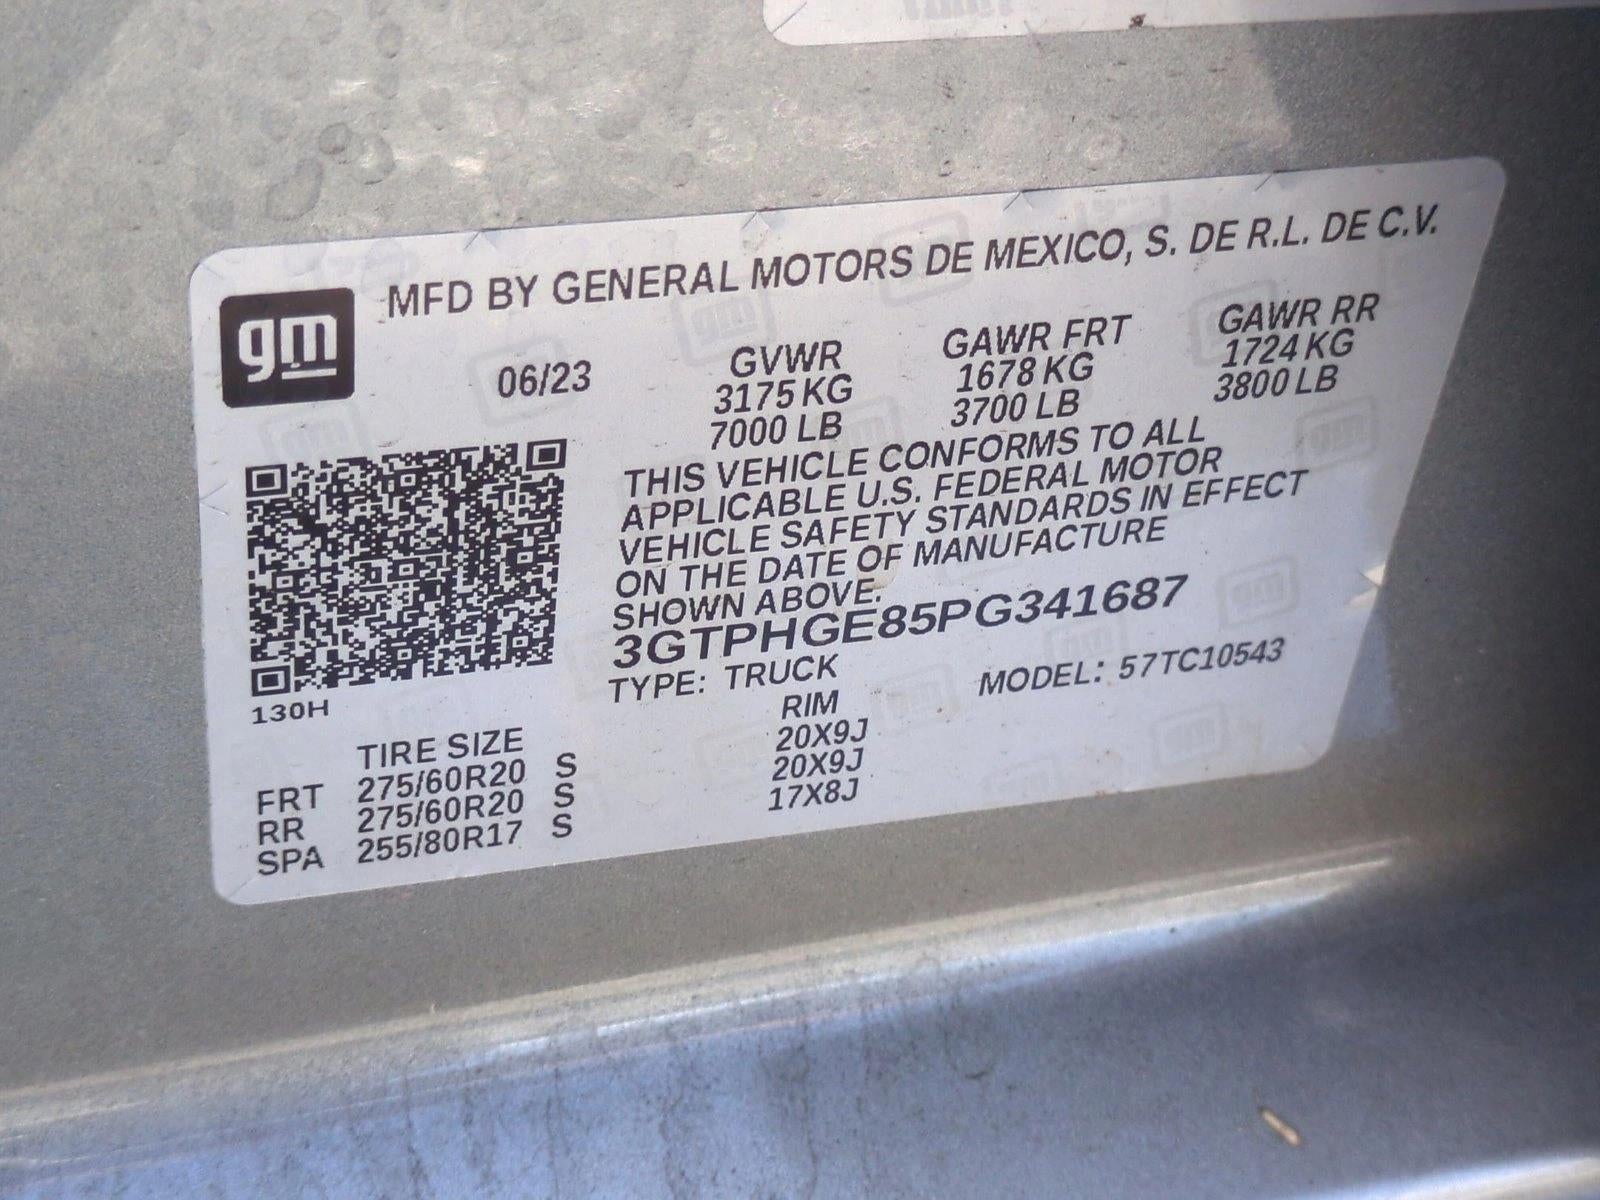 MFD BY GENERAL MOTORS DE MEXICO, S. DE R.L. DE C.V.
gm
06/23
GVWR GAWR FRT GAWR RR
3175 KG 1678 KG 1724 KG
7000 LB 3700 LB 3800 LB
THIS VEHICLE CONFORMS TO ALL
APPLICABLE U.S. FEDERAL MOTOR
VEHICLE SAFETY STANDARDS IN EFFECT
ON THE DATE OF MANUFACTURE
SHOWN ABOVE.
3GTPHGE85PG341687
TYPE: TRUCK MODEL: 57TC10543
130H
TIRE SIZE RIM
FRT 275/60R20 S 20X9J
RR 275/60R20 S 20X9J
SPA 255/80R17 S 17X8J